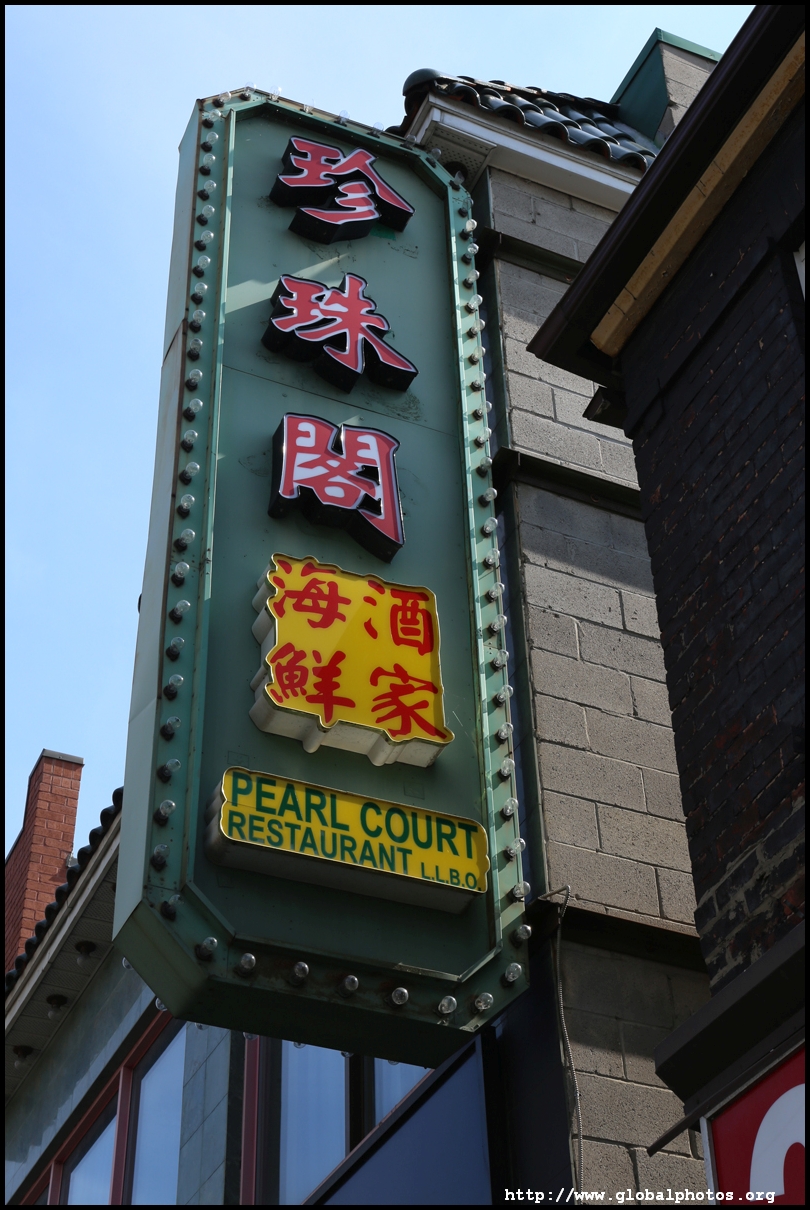 珍珠閣
海鮮
酒家
PEARL COURT
RESTAURANT L.L.B.O.
http://www.globalphotos.org